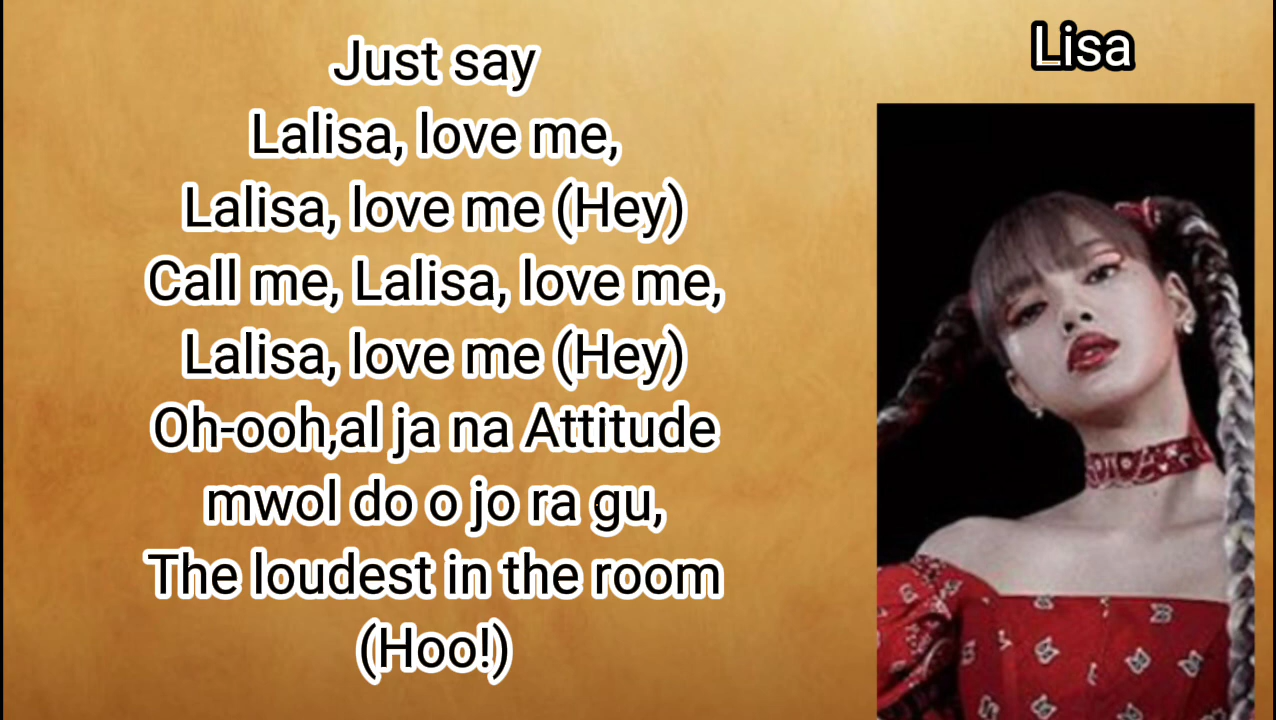 Just say
Lalisa, love me,
Lalisa, love me (Hey)
Call me, Lalisa, love me,
Lalisa, love me (Hey)
Oh-ooh,al ja na Attitude
mwol do o jo ra gu,
The loudest in the room
(Hoo!)
Lisa